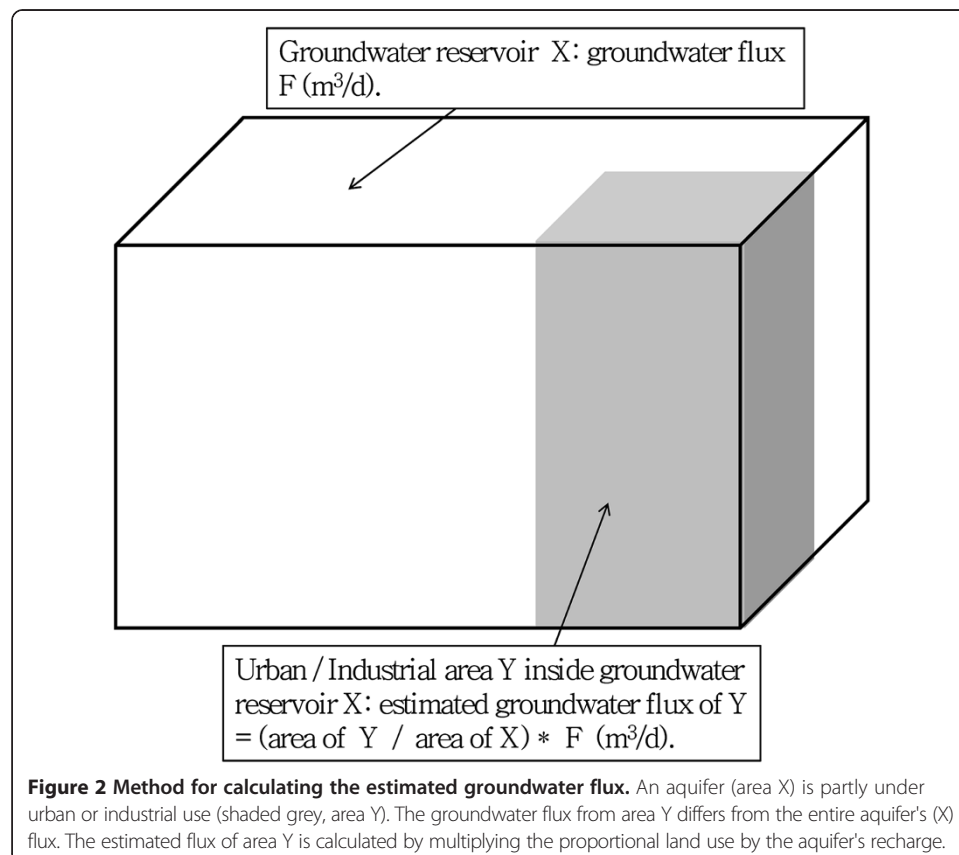 Groundwater reservoir X: groundwater flux
F (m³/d).
Urban / Industrial area Y inside groundwater
reservoir X: estimated groundwater flux of Y
= (area of Y / area of X) * F (m³/d).
Figure 2 Method for calculating the estimated groundwater flux. An aquifer (area X) is partly under
urban or industrial use (shaded grey, area Y). The groundwater flux from area Y differs from the entire aquifer's (X)
flux. The estimated flux of area Y is calculated by multiplying the proportional land use by the aquifer's recharge.